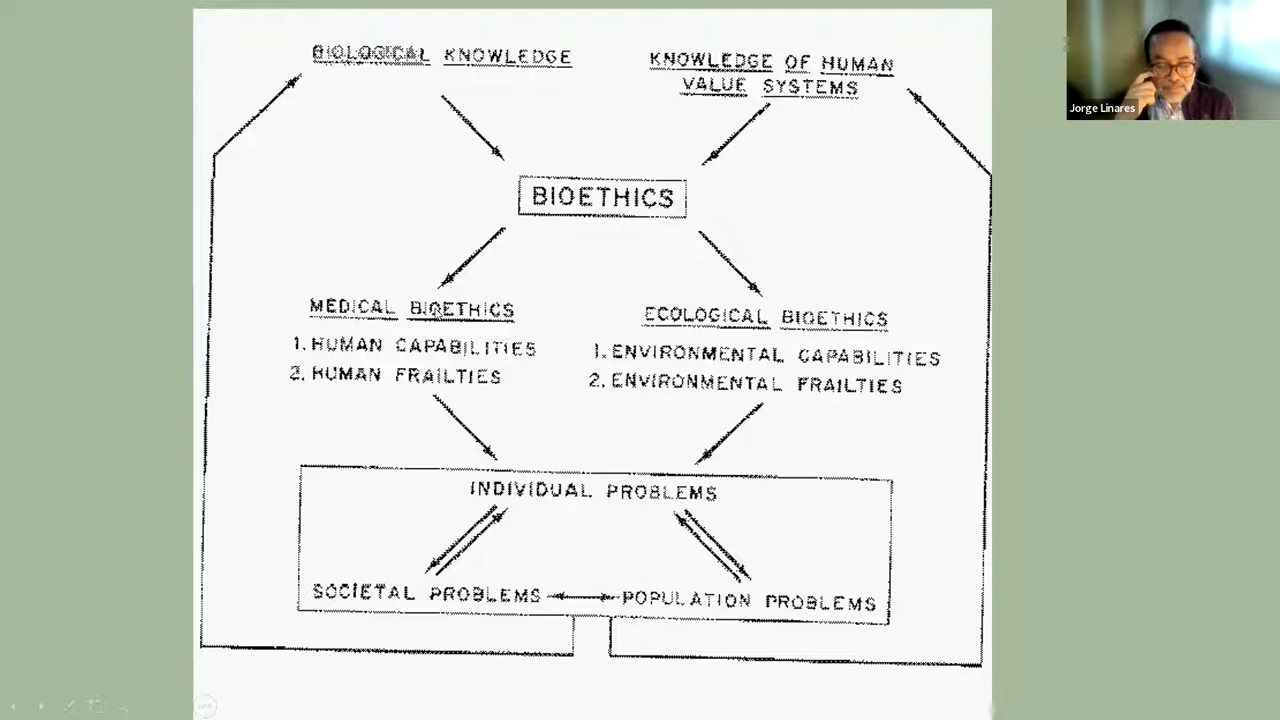 BIOLOGICAL KNOWLEDGE
KNOWLEDGE OF HUMAN
VALUE SYSTEMS
Jorge Linares
BIOETHICS
MEDICAL BIOETHICS
1. HUMAN CAPABILITIES
2. HUMAN FRAILTIES
ECOLOGICAL BIOETHICS
1. ENVIRONMENTAL CAPABILITIES
2. ENVIRONMENTAL FRAILTIES
INDIVIDUAL PROBLEMS
SOCIETAL PROBLEMS
POPULATION PROBLEMS